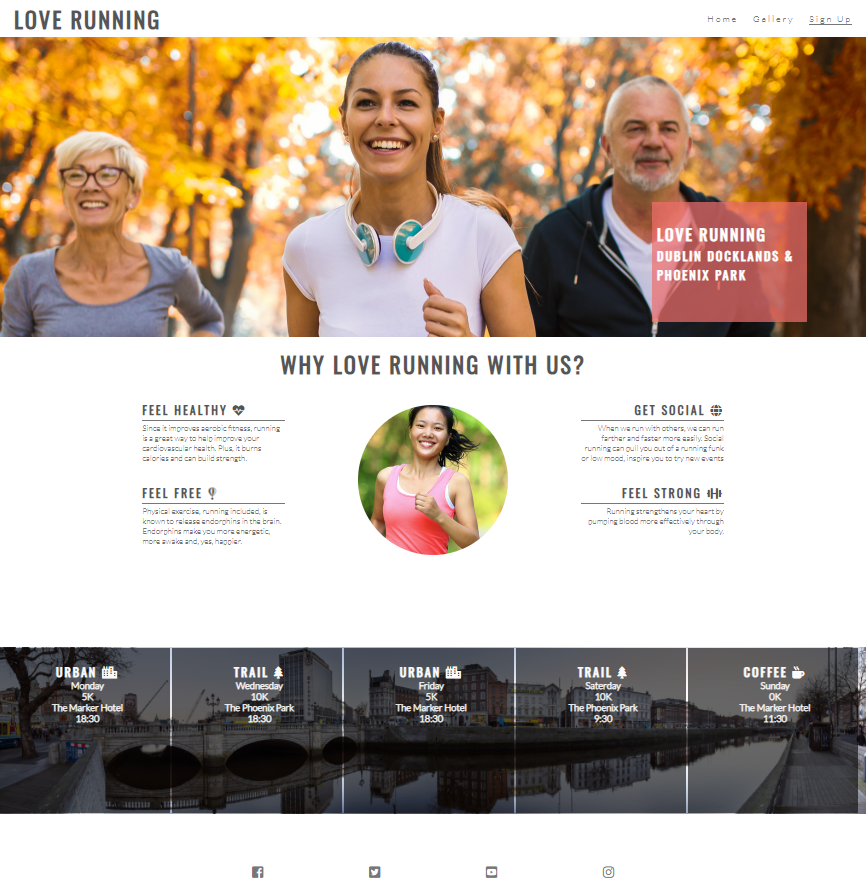 LOVE RUNNING
Home Gallery Sign Up
LOVE RUNNING
DUBLIN DOCKLANDS &
PHOENIX PARK
WHY LOVE RUNNING WITH US?
FEEL HEALTHY
Since it improves aerobic fitness, running
is a great way to help improve your
cardiovascular health. Plus, it burns
calories and can build strength.
FEEL FREE
Physical exercise, running included, is
known to release endorphins in the brain.
Endorphins make you more energetic,
more awake and, yes, happier.
GET SOCIAL
When we run with others, we can run
farther and faster more easily. Social
running can pull you out of a running funk
or low mood, inspire you to try new events
FEEL STRONG
Running strengthens your heart by
pumping blood more effectively through
your body.
URBAN
Monday
5K
The Marker Hotel
18:30
TRAIL
Wednesday
10K
The Phoenix Park
18:30
URBAN
Friday
5K
The Marker Hotel
18:30
TRAIL
Saterday
10K
The Phoenix Park
9:30
COFFEE
Sunday
0K
The Marker Hotel
11:30